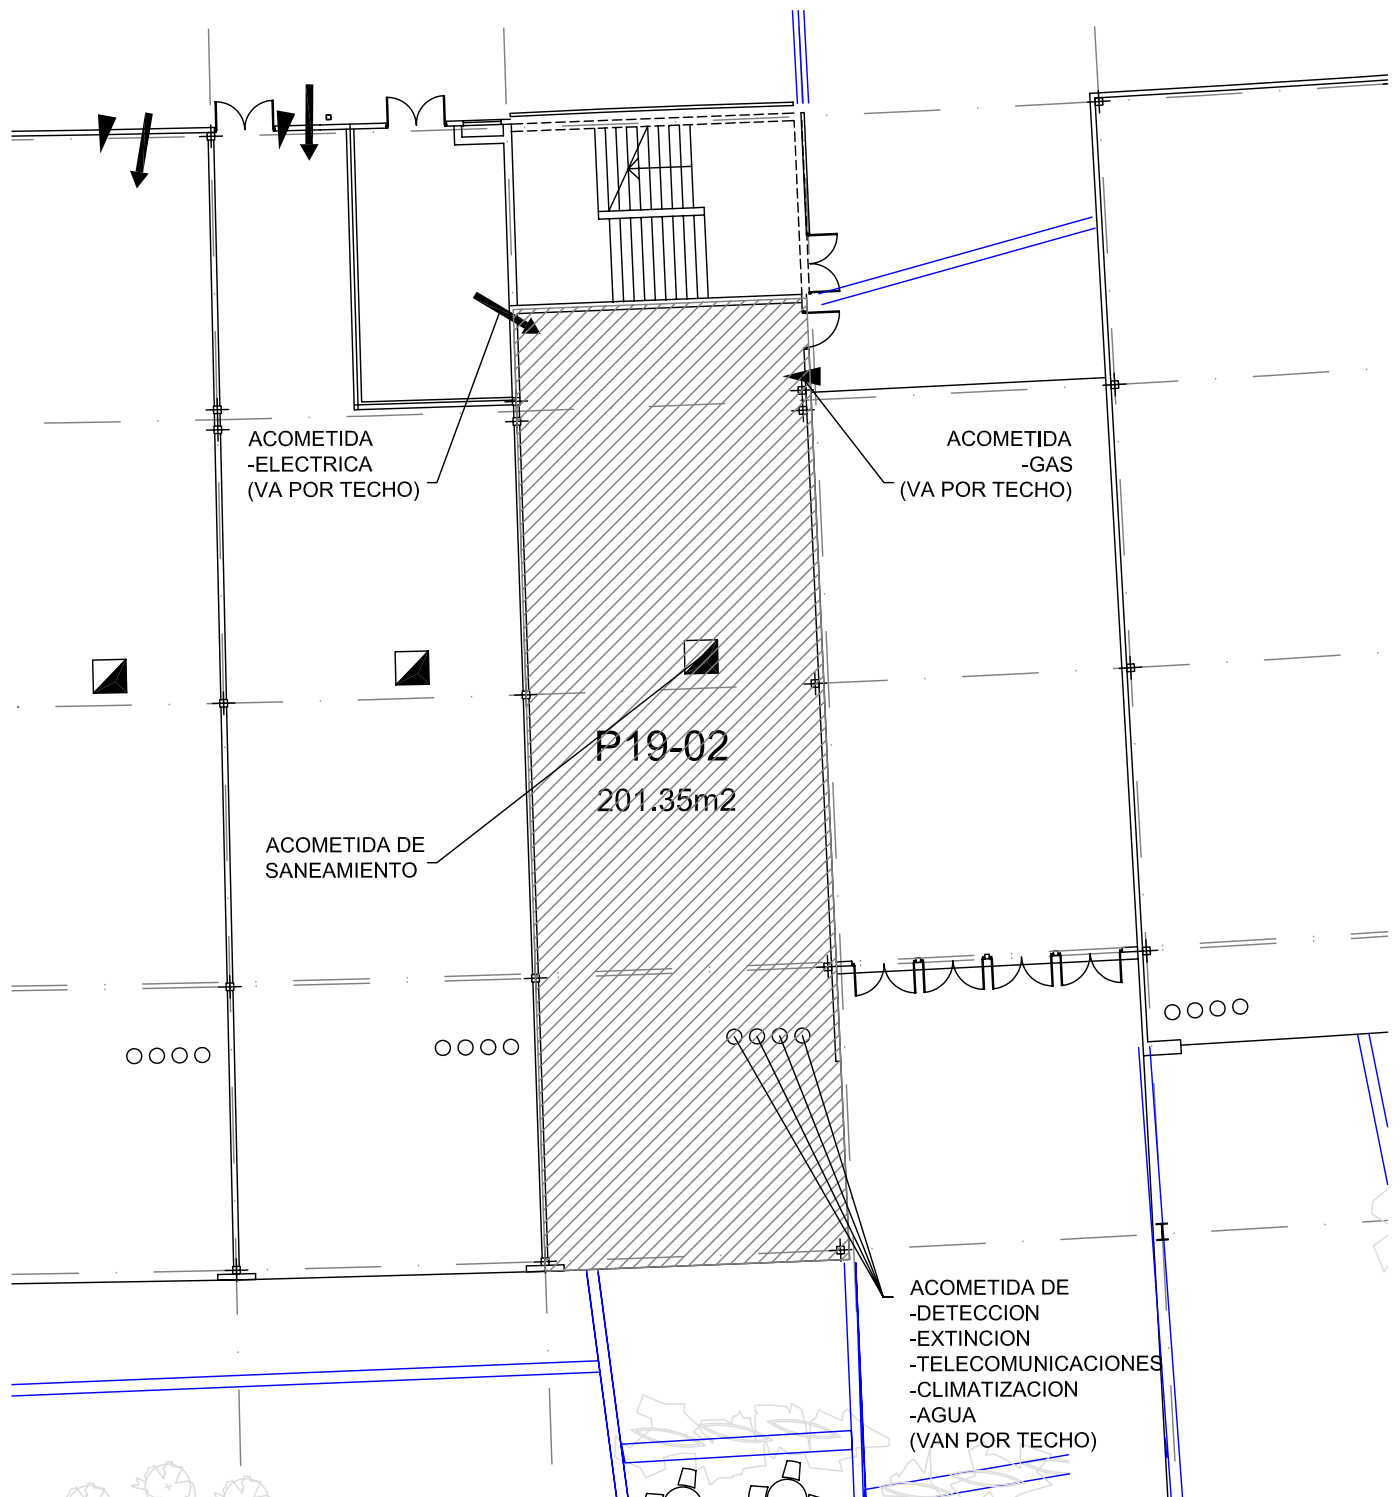 ACOMETIDA
-ELECTRICA
(VA POR TECHO)
ACOMETIDA
-GAS
(VA POR TECHO)
P19-02
201.35m2
ACOMETIDA DE
SANEAMIENTO
ACOMETIDA DE
-DETECCION
-EXTINCION
-TELECOMUNICACIONES
-CLIMATIZACION
-AGUA
(VAN POR TECHO)